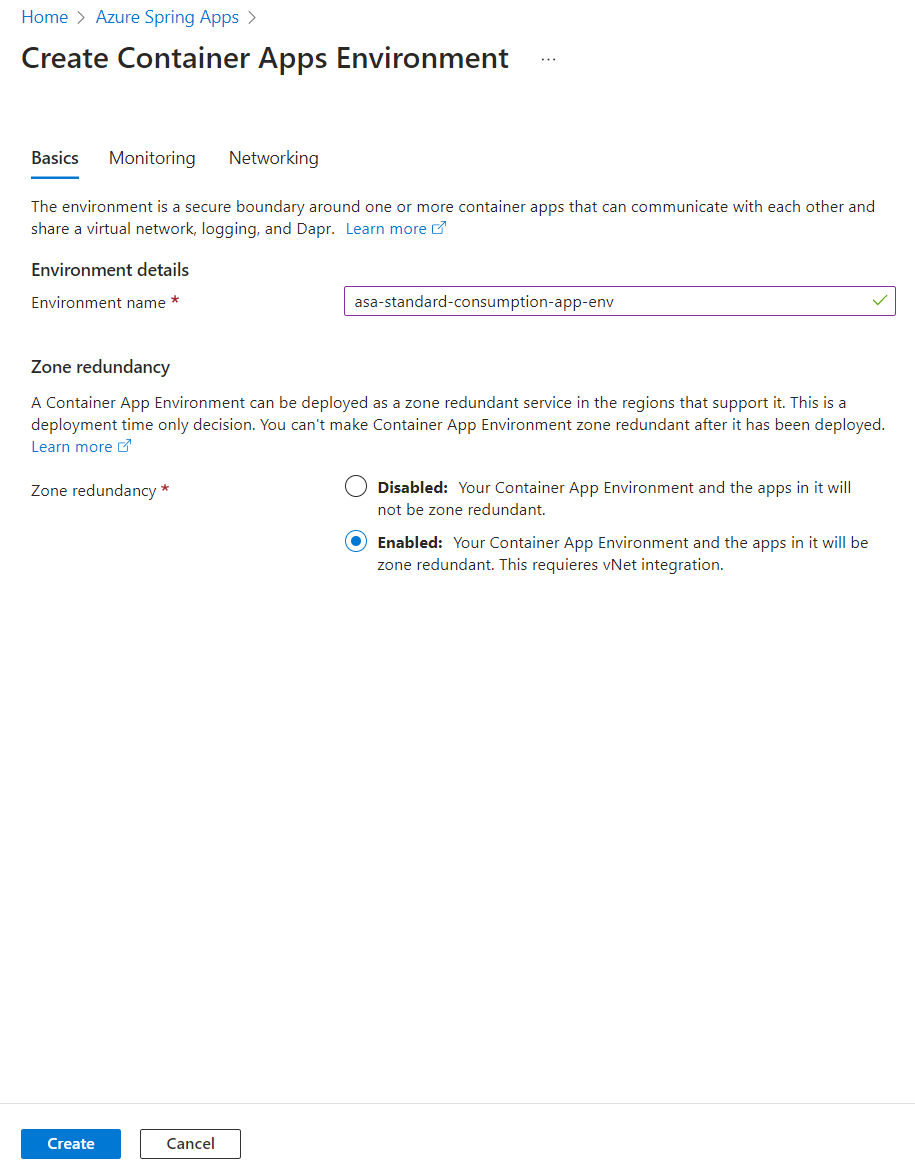 Home > Azure Spring Apps >
Create Container Apps Environment ...
Basics Monitoring Networking
The environment is a secure boundary around one or more container apps that can communicate with each other and
share a virtual network, logging, and Dapr. Learn more
Environment details
Environment name *
asa-standard-consumption-app-env
Zone redundancy
A Container App Environment can be deployed as a zone redundant service in the regions that support it. This is a
deployment time only decision. You can't make Container App Environment zone redundant after it has been deployed.
Learn more
Zone redundancy *
Disabled: Your Container App Environment and the apps in it will
not be zone redundant.
Enabled: Your Container App Environment and the apps in it will be
zone redundant. This requieres vNet integration.
Create Cancel